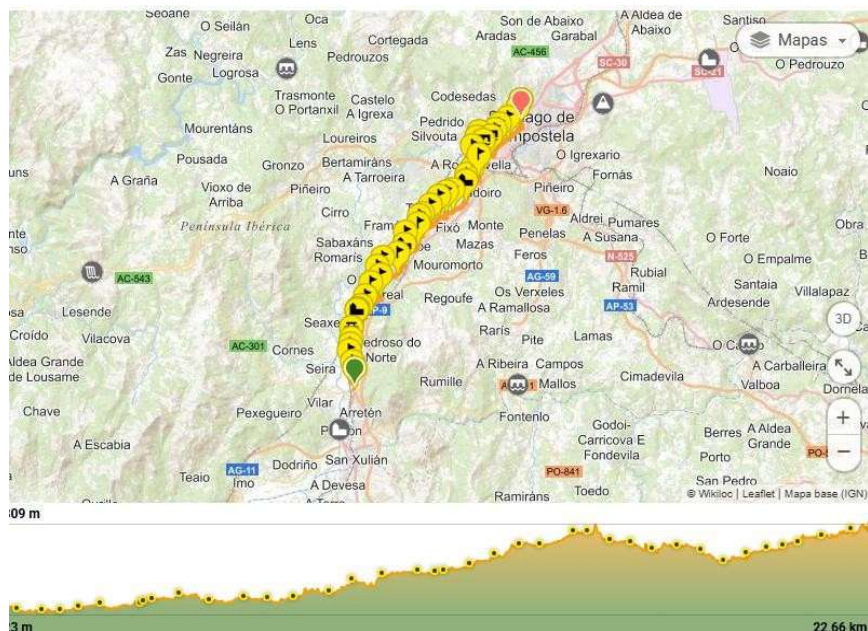 Seoane
O Seilán
Oca
Cortegada
Son de Abaixo
A Aldea de
Abaixo
Santiso
Aradas
Garabal
Lens
AC-456
Mapas
Zas
Negreira
Pedrouzos
O Pedrouzo
Gonte
Logrosa
SC-30
SC-21
Trasmonte
O Portanxil
Castelo
A Igrexa
Codesedas
Mourentáns
Pedrido
Silvouta
Loureiros
O Igrexario
Pousada
Gronzo
Bertamiráns
A Tarroeira
Fornás
Noaio
A Graña
Vioxo de
Arriba
Piñeiro
Piñeiro
Cirro
VG-1.6
Aldrei
Pumares
A Susana
Península Ibérica
Fixó
Monte
Penelas
O Forte
Sabaxáns
Romarís
Mazas
Feros
N-525
O Empalme
Mouromorto
AG-59
Rubial
Ramil
Santaia
Villalapaz
AC-543
Regoufe
Os Verxeles
A Ramallosa
AP-53
Ardesende
Lesende
3D
Croído
Vilacova
Rarís
Pite
Lamas
AC-301
Cornes
A Ribeira
Campos
A Carballeira
Aldea Grande
de Lousame
Seira
Norte
Rumille
Mallos
Cimadevila
Valboa
Chave
Pexegueiro
Vilar
Arretén
Fontenlo
+
A Escabia
Godoi-
Carricova E
Fondevila
Berres
A Aldea
Grande
−
Teaio
AG-11
Imo
Dodriño
San Xulián
PO-841
Porto
A Devesa
Ramiráns
Toedo
San Pedro
© Wikiloc | Leaflet | Mapa base (IGN)
309 m
22,66 km